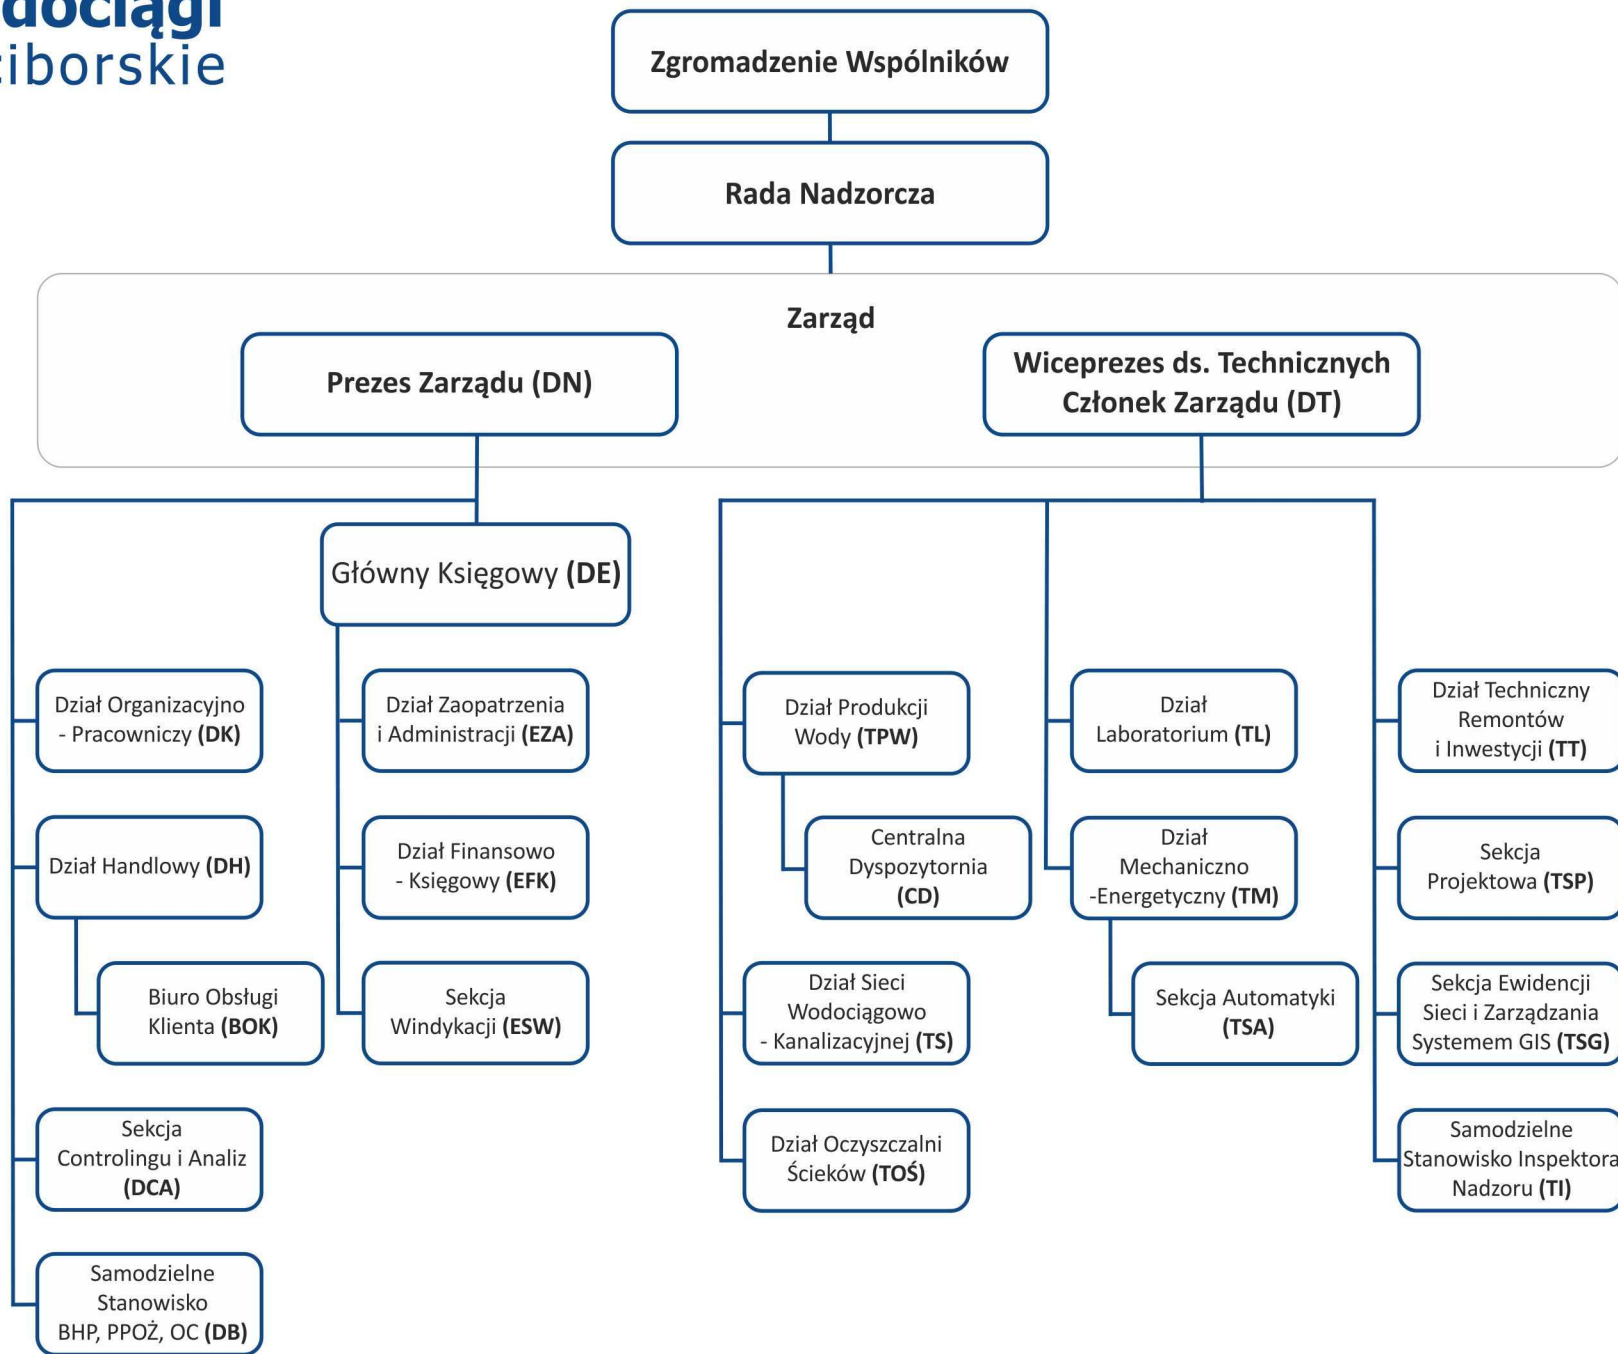 dociągi
iborskie
Zgromadzenie Wspólników
Rada Nadzorcza
Zarząd
Prezes Zarządu (DN)
Wiceprezes ds. Technicznych
Członek Zarządu (DT)
Główny Księgowy (DE)
Dział Organizacyjno
- Pracowniczy (DK)
Dział Handlowy (DH)
Biuro Obsługi
Klienta (BOK)
Sekcja
Controlingu i Analiz
(DCA)
Samodzielne
Stanowisko
BHP, PPOŻ, OC (DB)
Dział Zaopatrzenia
i Administracji (EZA)
Dział Finansowo
- Księgowy (EFK)
Sekcja
Windykacji (ESW)
Dział Produkcji
Wody (TPW)
Centralna
Dyspozytornia
(CD)
Dział Sieci
Wodociągowo
- Kanalizacyjnej (TS)
Dział Oczyszczalni
Ścieków (TOŚ)
Dział
Laboratorium (TL)
Dział
Mechaniczno
-Energetyczny (TM)
Sekcja Automatyki
(TSA)
Dział Techniczny
Remontów
i Inwestycji (TT)
Sekcja
Projektowa (TSP)
Sekcja Ewidencji
Sieci i Zarządzania
Systemem GIS (TSG)
Samodzielne
Stanowisko Inspektora
Nadzoru (TI)